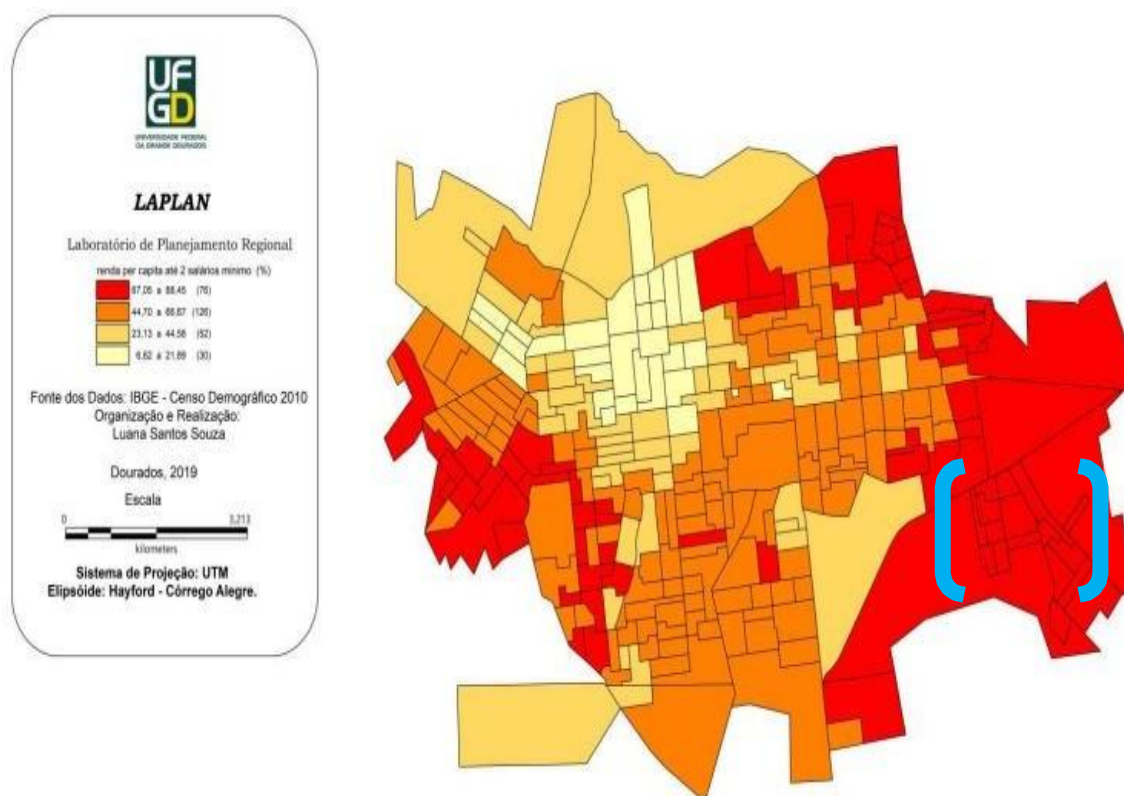 UF
GD
UNIVERSIDADE FEDERAL
DA GRANDE DOURADOS
LAPLAN
Laboratório de Planejamento Regional
renda per capita até 2 salários mínimo (%)
67,05 a 88,45 (76)
44,70 a 66,67 (126)
23,13 a 44,58 (52)
6,62 a 21,89 (30)
Fonte dos Dados: IBGE - Censo Demográfico 2010
Organização e Realização:
Luana Santos Souza
Dourados, 2019
Escala
0 3,213
kilometers
Sistema de Projeção: UTM
Elipsóide: Hayford - Córrego Alegre.